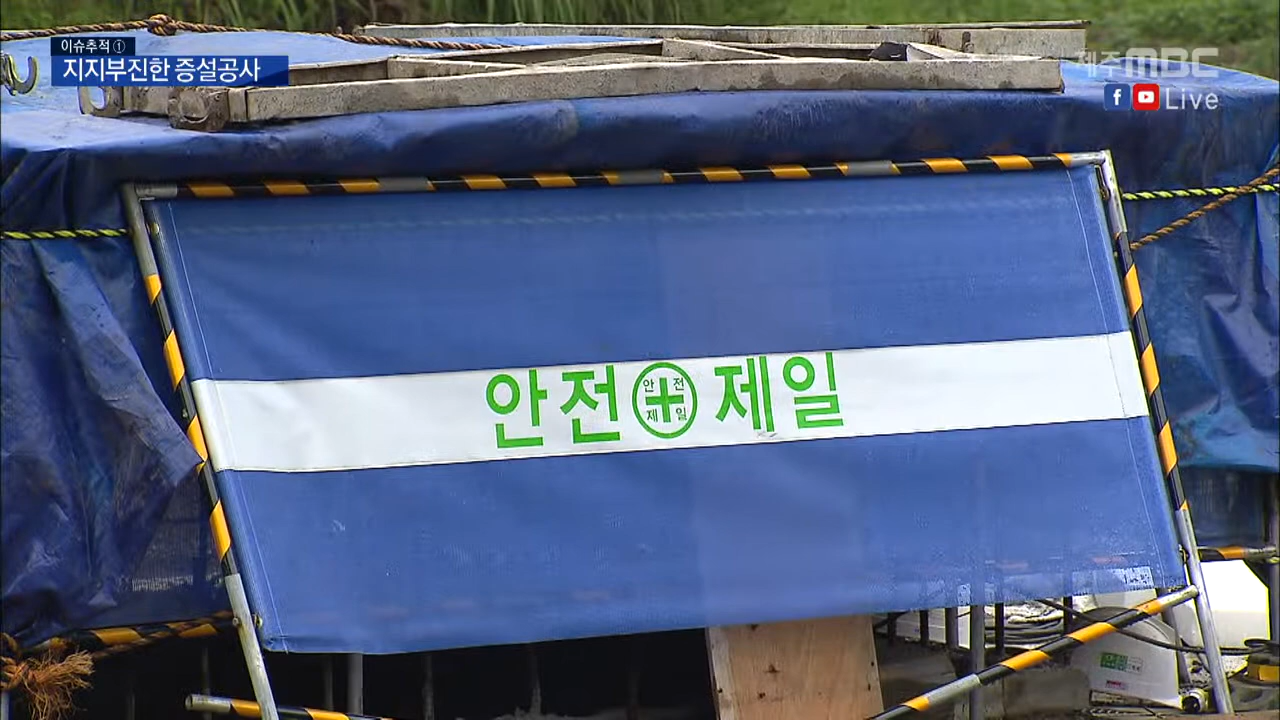 이슈추적 ①
지지부진한 증설공사
제주MBC
Live
안전 제일
안 전
제 일